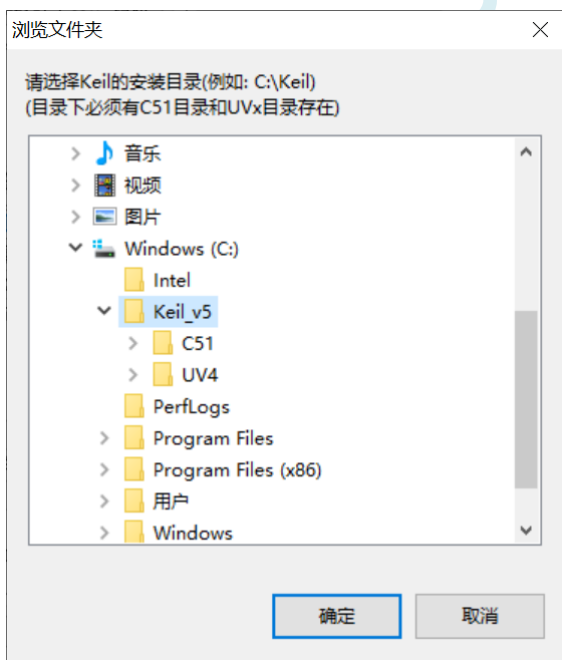 浏览文件夹
请选择Keil的安装目录(例如: C:\Keil)
(目录下必须有C51目录和UVx目录存在)
音乐
视频
图片
Windows (C:)
Intel
Keil_v5
C51
UV4
PerfLogs
Program Files
Program Files (x86)
用户
Windows
确定
取消